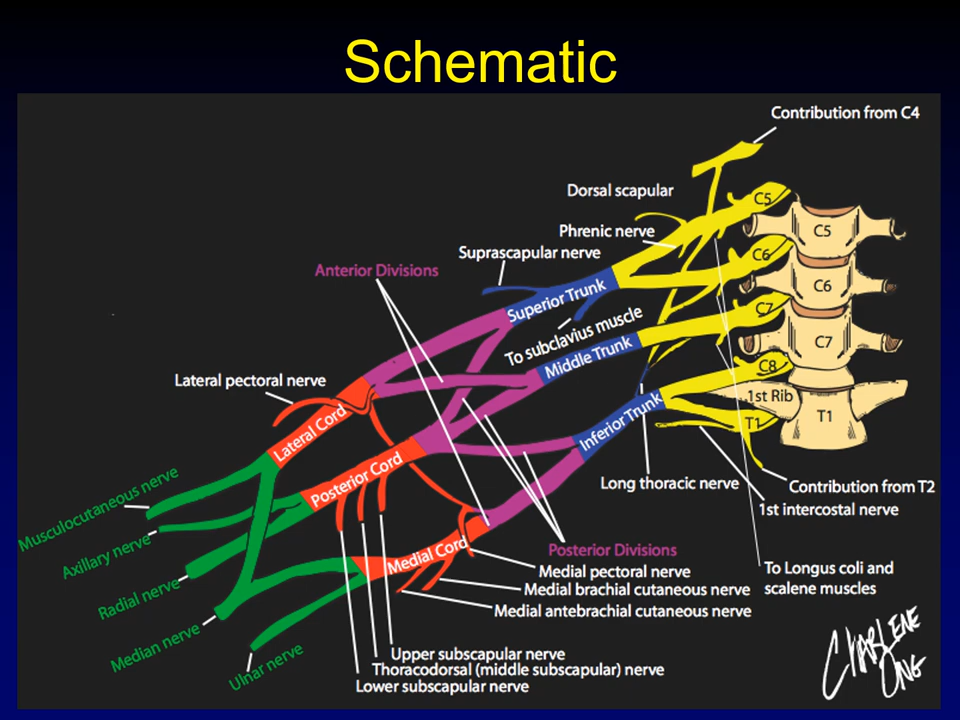 Schematic
Contribution from C4
Dorsal scapular
C5
Phrenic nerve
C5
Suprascapular nerve
C6
Anterior Divisions
Superior Trunk
C6
C7
To subclavius muscle
Middle Trunk
C7
C8
Lateral pectoral nerve
1st Rib
Lateral Cord
Inferior Trunk
T1
T1
Posterior Cord
Long thoracic nerve
Contribution from T2
Musculocutaneous nerve
1st intercostal nerve
Axillary nerve
Medial Cord
Posterior Divisions
Medial pectoral nerve
To Longus coli and
scalene muscles
Radial nerve
Medial brachial cutaneous nerve
Medial antebrachial cutaneous nerve
Median nerve
Ulnar nerve
Upper subscapular nerve
Thoracodorsal (middle subscapular) nerve
Lower subscapular nerve
CHARLENE
ONG